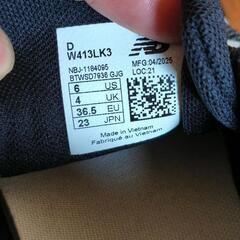 D
W413LK3
NBJ-1184095
BTWSD7936 GJG
MFG:04/2025
LOC:21
6 US
4 UK
36.5 EU
23 JPN
Made in Vietnam
Fabriqué au Vietnam